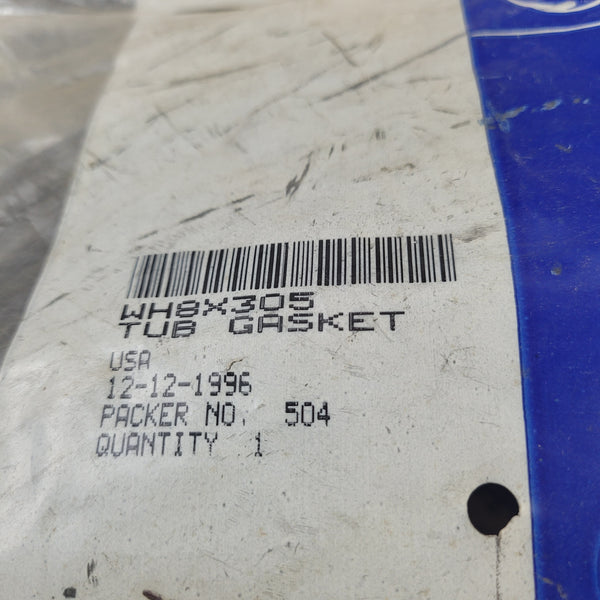 WH8X305
TUB GASKET
USA
12-12-1996
PACKER NO. 504
QUANTITY 1